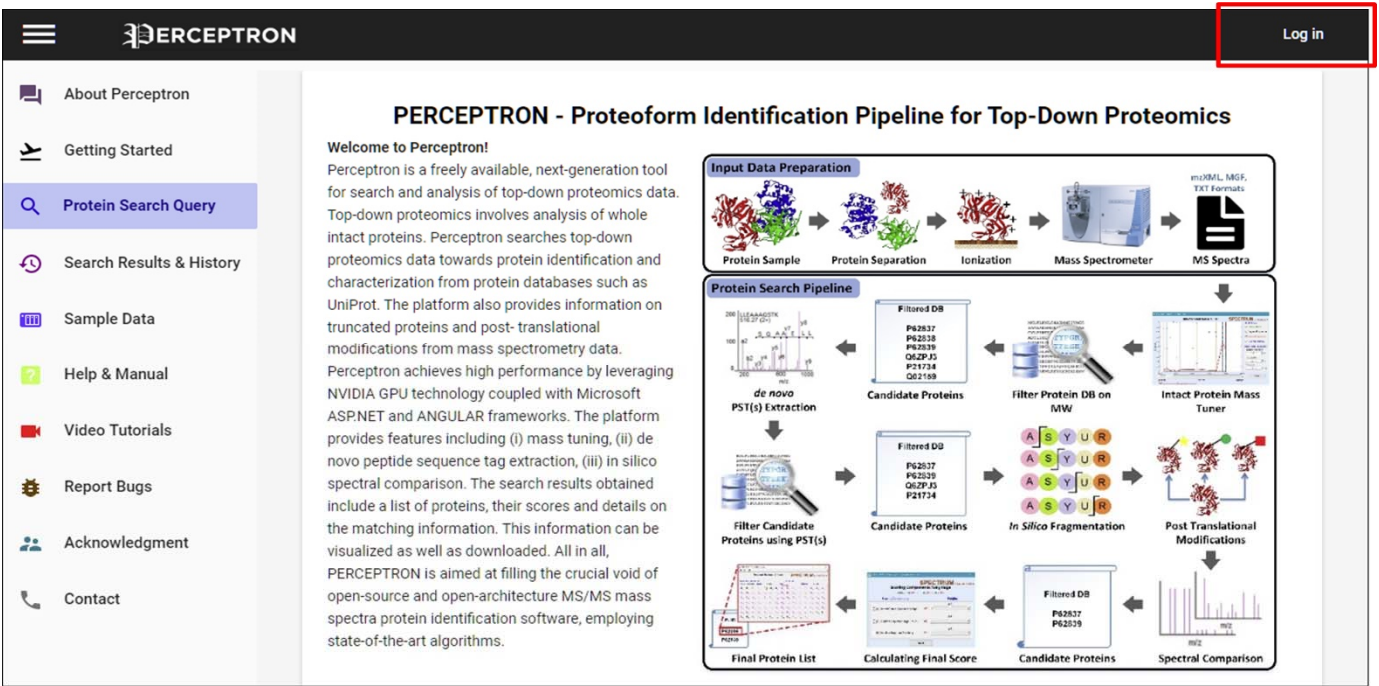 PERCEPTRON
Log in
About Perceptron
Getting Started
Protein Search Query
Search Results & History
Sample Data
Help & Manual
Video Tutorials
Report Bugs
Acknowledgment
Contact
PERCEPTRON - Proteoform Identification Pipeline for Top-Down Proteomics
Welcome to Perceptron!
Perceptron is a freely available, next-generation tool
for search and analysis of top-down proteomics data.
Top-down proteomics involves analysis of whole
intact proteins. Perceptron searches top-down
proteomics data towards protein identification and
characterization from protein databases such as
UniProt. The platform also provides information on
truncated proteins and post- translational
modifications from mass spectrometry data.
Perceptron achieves high performance by leveraging
NVIDIA GPU technology coupled with Microsoft
ASP.NET and ANGULAR frameworks. The platform
provides features including (i) mass tuning, (ii) de
novo peptide sequence tag extraction, (iii) in silico
spectral comparison. The search results obtained
include a list of proteins, their scores and details on
the matching information. This information can be
visualized as well as downloaded. All in all,
PERCEPTRON is aimed at filling the crucial void of
open-source and open-architecture MS/MS mass
spectra protein identification software, employing
state-of-the-art algorithms.
Input Data Preparation
mzXML, MGF,
TXT Formats
Protein Sample
Protein Separation
Ionization
Mass Spectrometer
MS Spectra
Protein Search Pipeline
200
100
200 600 1000
m/z
de novo
PST(s) Extraction
Filtered DB
P62837
P62838
P62839
Q6ZPJ3
P21734
Q02159
Candidate Proteins
Filter Protein DB on
MW
SPECTRUM
Intact Protein Mass
Tuner
Filter Candidate
Proteins using PST(s)
Filtered DB
P62837
P62839
Q6ZPJ3
P21734
Candidate Proteins
A S Y U R
A S Y U R
A S Y U R
A S Y U R
In Silico Fragmentation
Post Translational
Modifications
Final Protein List
SPECTRUM
Calculating Final Score
Filtered DB
P62837
P62839
Candidate Proteins
m/z
m/z
Spectral Comparison